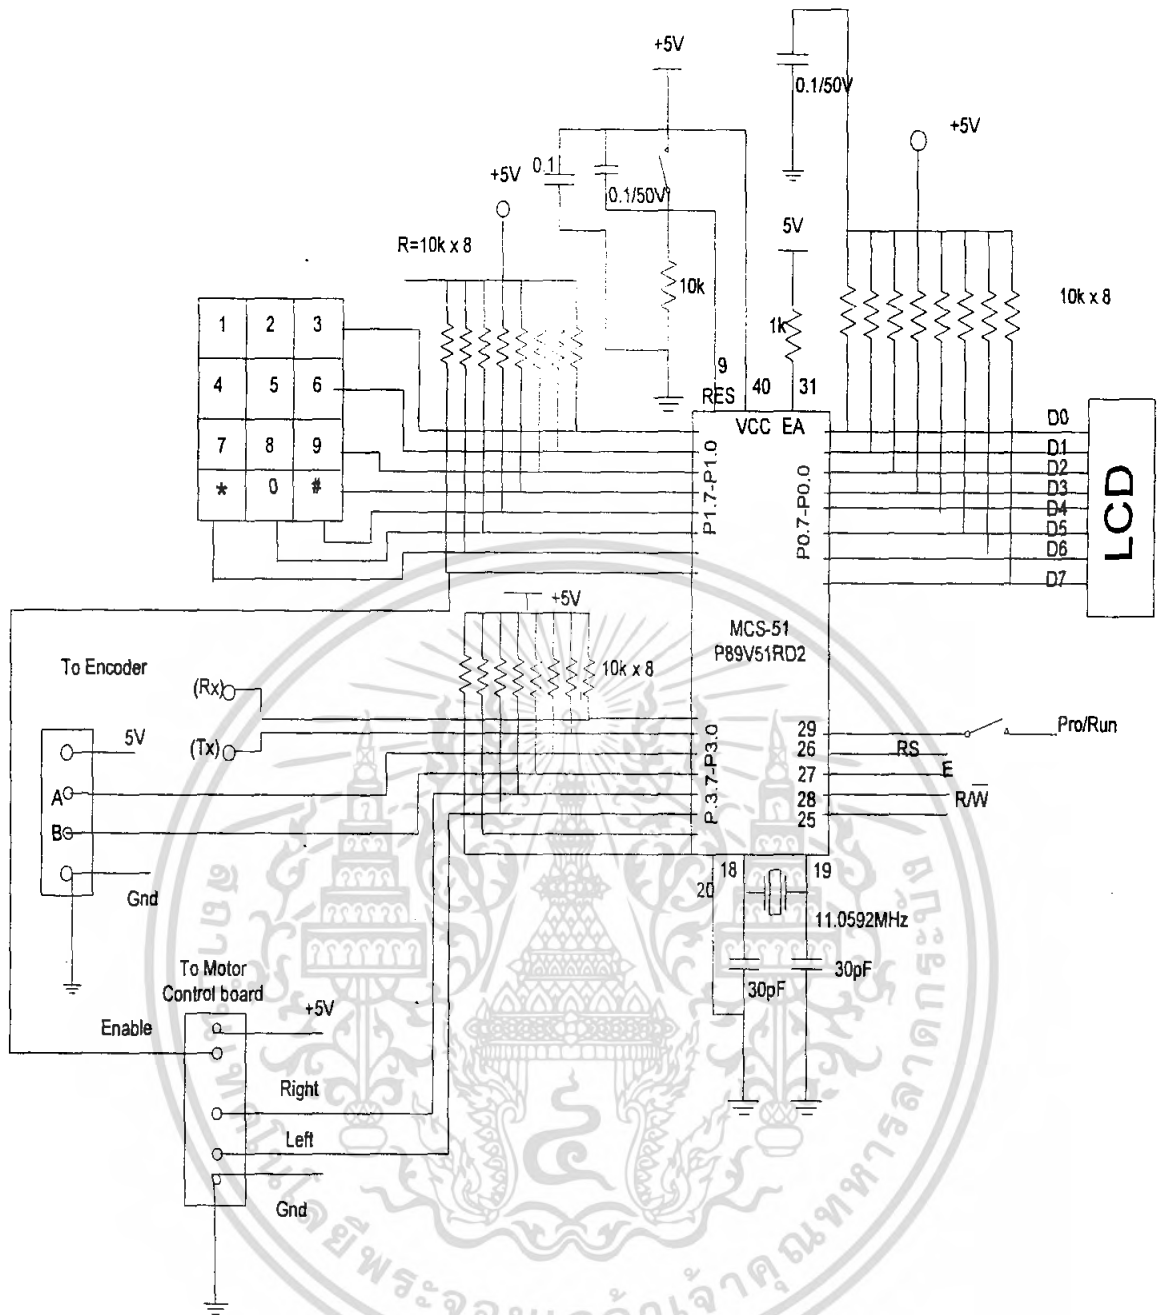 +5V
0.1/50V
+5V
+5V
0.1
0.1/50V
5V
R=10k x 8
10k
10k x 8
1k
1
2
3
4
5
6
7
8
9
*
0
#
9
40
31
RES
VCC
EA
P1.7-P1.0
P0.7-P0.0
D0
D1
D2
D3
D4
D5
D6
D7
LCD
+5V
MCS-51
P89V51RD2
10k x 8
To Encoder
(Rx)
(Tx)
5V
A
B
Gnd
P.3.7-P3.0
29
26
27
28
25
RS
E
R/W̅
Pro/Run
18
19
20
11.0592MHz
30pF
30pF
To Motor
Control board
+5V
Enable
Right
Left
Gnd